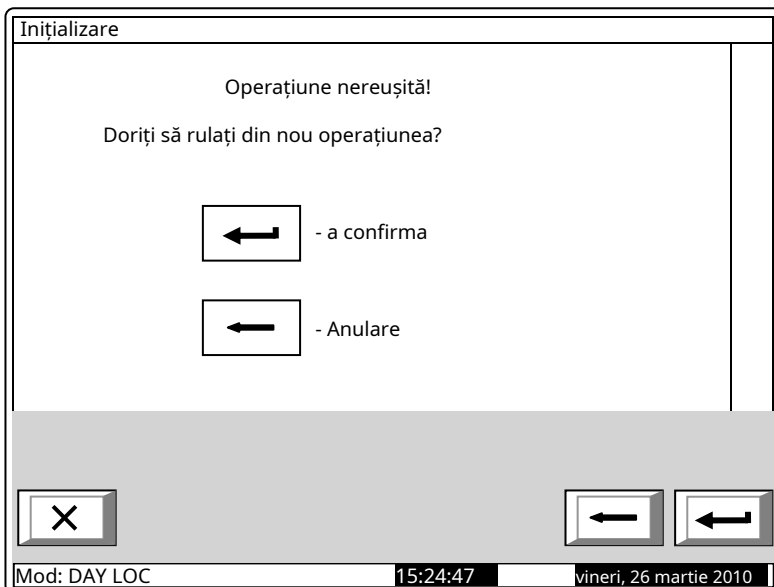 Inițializare
Operațiune nereușită!
Doriți să rulați din nou operațiunea?
- a confirma
- Anulare
Mod: DAY LOC 15:24:47 vineri, 26 martie 2010